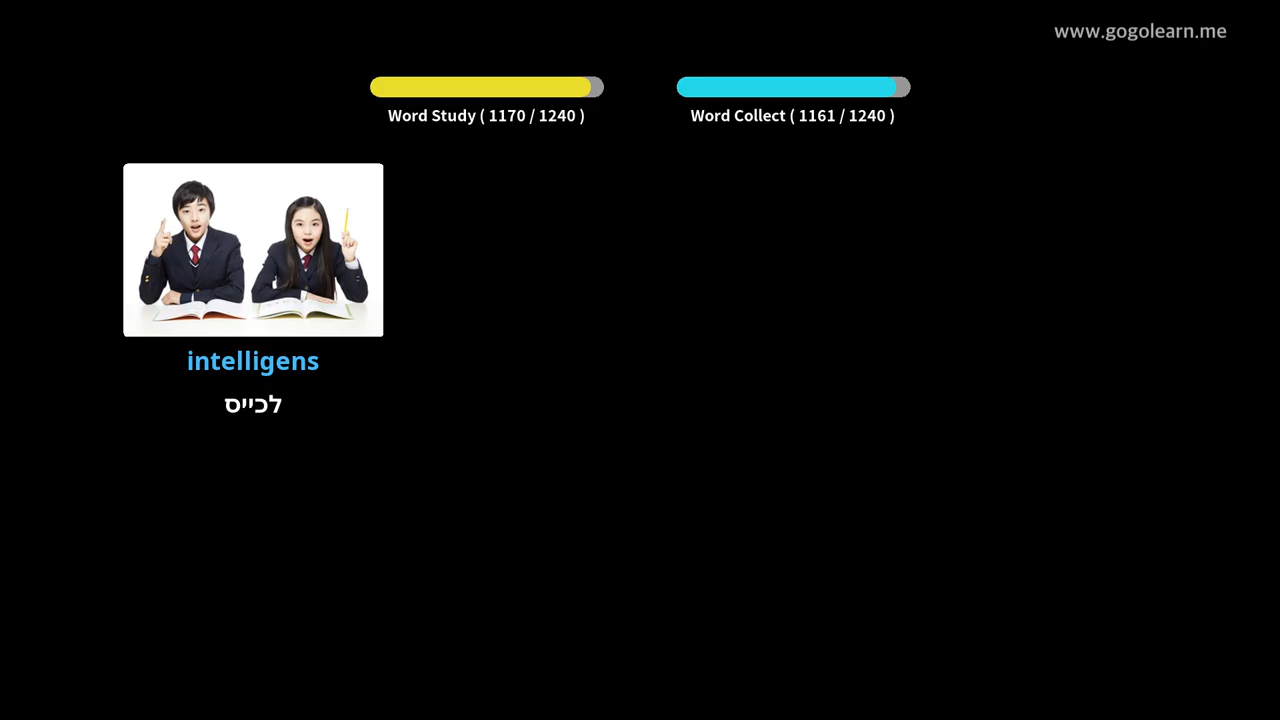 www.gogolearn.me
Word Study ( 1170 / 1240 )
Word Collect ( 1161 / 1240 )
intelligens
לכייס